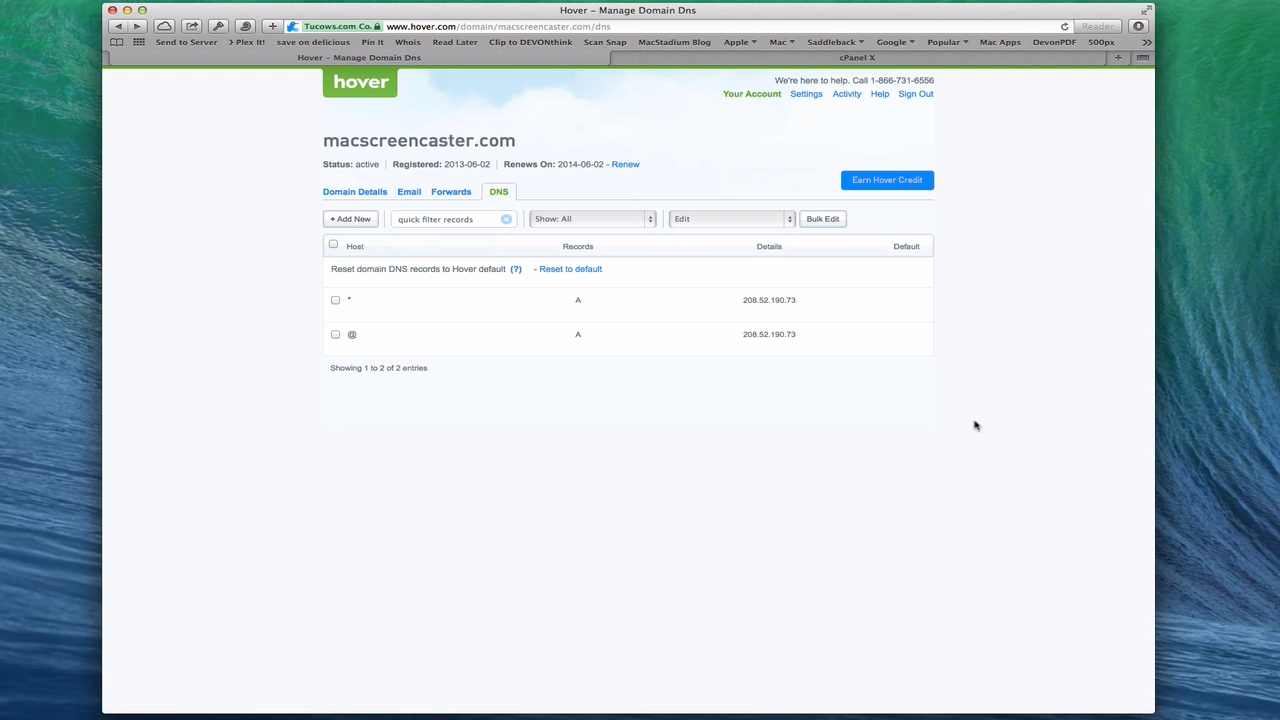 Hover – Manage Domain Dns
Tucows.com Co. www.hover.com/domain/macscreencaster.com/dns Reader
Send to Server > Plex It! save on delicious Pin It Whois Read Later Clip to DEVONthink Scan Snap MacStadium Blog Apple Mac Saddleback Google Popular Mac Apps DevonPDF 500px »
Hover – Manage Domain Dns cPanel X +
hover
We're here to help. Call 1-866-731-6556
Your Account Settings Activity Help Sign Out
macscreencaster.com
Status: active | Registered: 2013-06-02 | Renews On: 2014-06-02 - Renew
Earn Hover Credit
Domain Details Email Forwards DNS
+ Add New quick filter records Show: All Edit Bulk Edit
Host Records Details Default
Reset domain DNS records to Hover default (?) - Reset to default
* A 208.52.190.73
@ A 208.52.190.73
Showing 1 to 2 of 2 entries